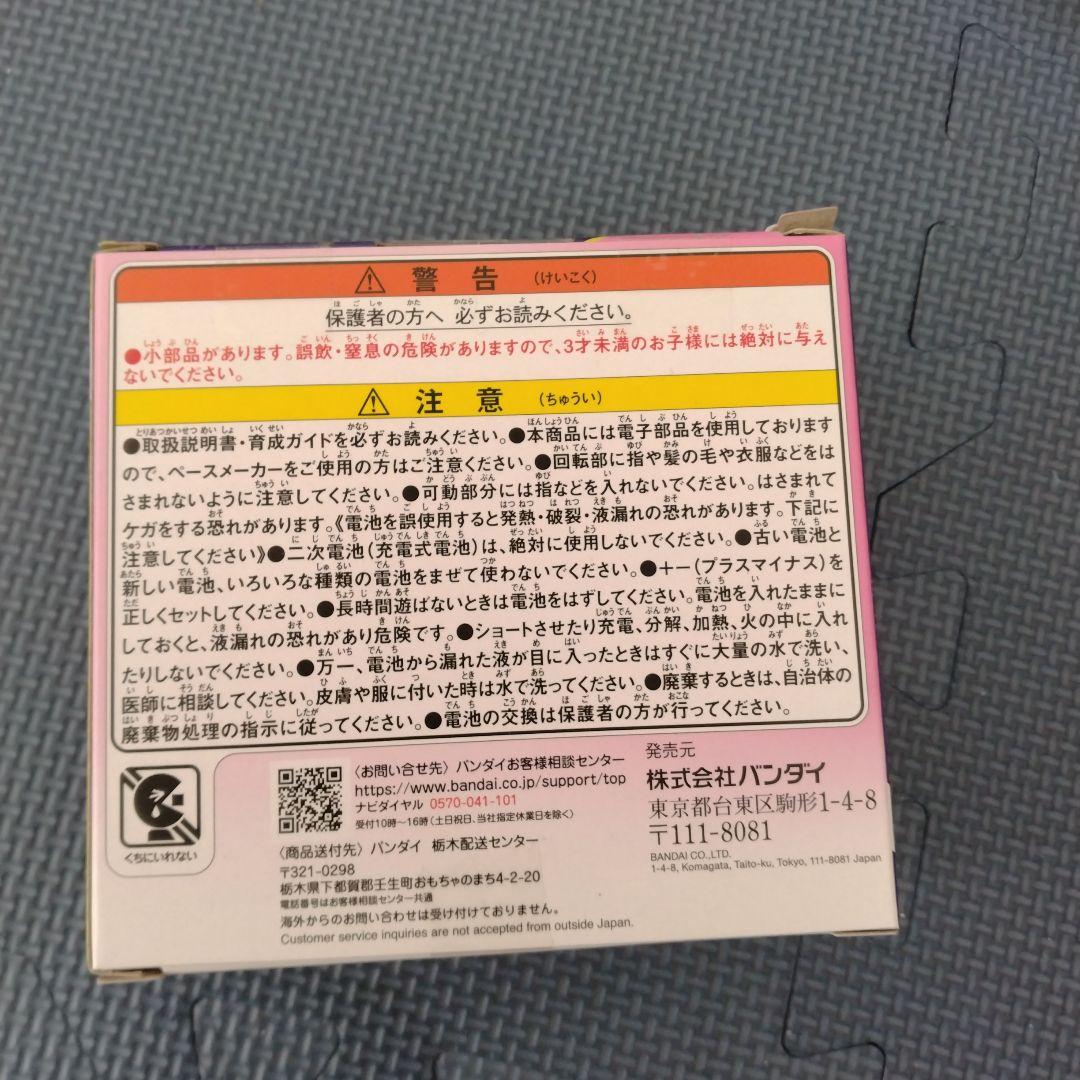 ⚠ 警告 (けいこく)
保護者の方へ 必ずお読みください。
●小部品があります。誤飲・窒息の危険がありますので、3才未満のお子様には絶対に与え
ないでください。
⚠ 注意 (ちゅうい)
●取扱説明書・育成ガイドを必ずお読みください。●本商品には電子部品を使用しております
ので、ペースメーカーをご使用の方はご注意ください。●回転部に指や髪の毛や衣服などをは
さまれないように注意してください。●可動部分には指などを入れないでください。はさまれて
ケガをする恐れがあります。《電池を誤使用すると発熱・破裂・液漏れの恐れがあります。下記に
注意してください》●二次電池(充電式電池)は、絶対に使用しないでください。●古い電池と
新しい電池、いろいろな種類の電池をまぜて使わないでください。●+−(プラスマイナス)を
正しくセットしてください。●長時間遊ばないときは電池をはずしてください。電池を入れたままに
しておくと、液漏れの恐れがあり危険です。●ショートさせたり充電、分解、加熱、火の中に入れ
たりしないでください。●万一、電池から漏れた液が目に入ったときはすぐに大量の水で洗い、
医師に相談してください。皮膚や服に付いた時は水で洗ってください。●廃棄するときは、自治体の
廃棄物処理の指示に従ってください。●電池の交換は保護者の方が行ってください。
くちにいれない
〈お問い合せ先〉バンダイお客様相談センター
https://www.bandai.co.jp/support/top
ナビダイヤル 0570-041-101
受付10時〜16時(土日祝日、当社指定休業日を除く)
〈商品送付先〉バンダイ 栃木配送センター
〒321-0298
栃木県下都賀郡壬生町おもちゃのまち4-2-20
電話番号はお客様相談センター共通
海外からのお問い合わせは受け付けておりません。
Customer service inquiries are not accepted from outside Japan.
発売元
株式会社バンダイ
東京都台東区駒形1-4-8
〒111-8081
BANDAI CO.,LTD.
1-4-8, Komagata, Taito-ku, Tokyo, 111-8081 Japan